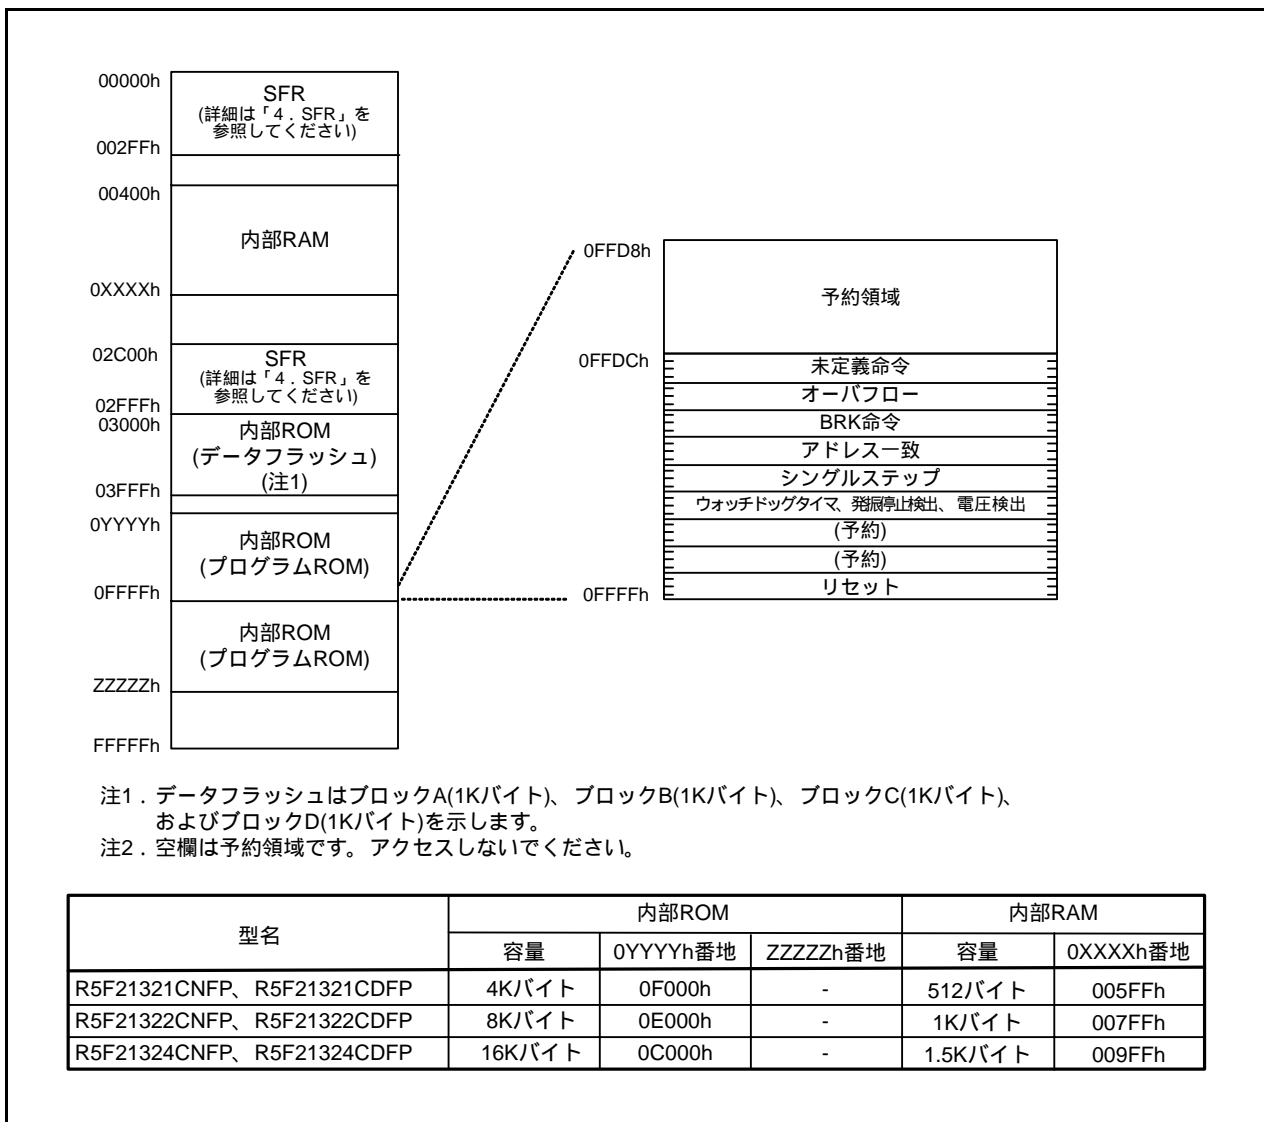 00000h
SFR
(詳細は「4．SFR」を
参照してください)
002FFh
00400h
内部RAM
0XXXXh
02C00h
SFR
(詳細は「4．SFR」を
参照してください)
02FFFh
03000h
内部ROM
(データフラッシュ)
(注1)
03FFFh
0YYYYh
内部ROM
(プログラムROM)
0FFFFh
内部ROM
(プログラムROM)
ZZZZZh
FFFFFh
0FFD8h
予約領域
0FFDCh
未定義命令
オーバフロー
BRK命令
アドレス一致
シングルステップ
ウォッチドッグタイマ、発振停止検出、電圧検出
(予約)
(予約)
リセット
0FFFFh
注1．データフラッシュはブロックA(1Kバイト)、ブロックB(1Kバイト)、ブロックC(1Kバイト)、
およびブロックD(1Kバイト)を示します。
注2．空欄は予約領域です。アクセスしないでください。
型名 内部ROM 内部RAM
容量 0YYYYh番地 ZZZZZh番地 容量 0XXXXh番地
R5F21321CNFP、R5F21321CDFP 4Kバイト 0F000h - 512バイト 005FFh
R5F21322CNFP、R5F21322CDFP 8Kバイト 0E000h - 1Kバイト 007FFh
R5F21324CNFP、R5F21324CDFP 16Kバイト 0C000h - 1.5Kバイト 009FFh